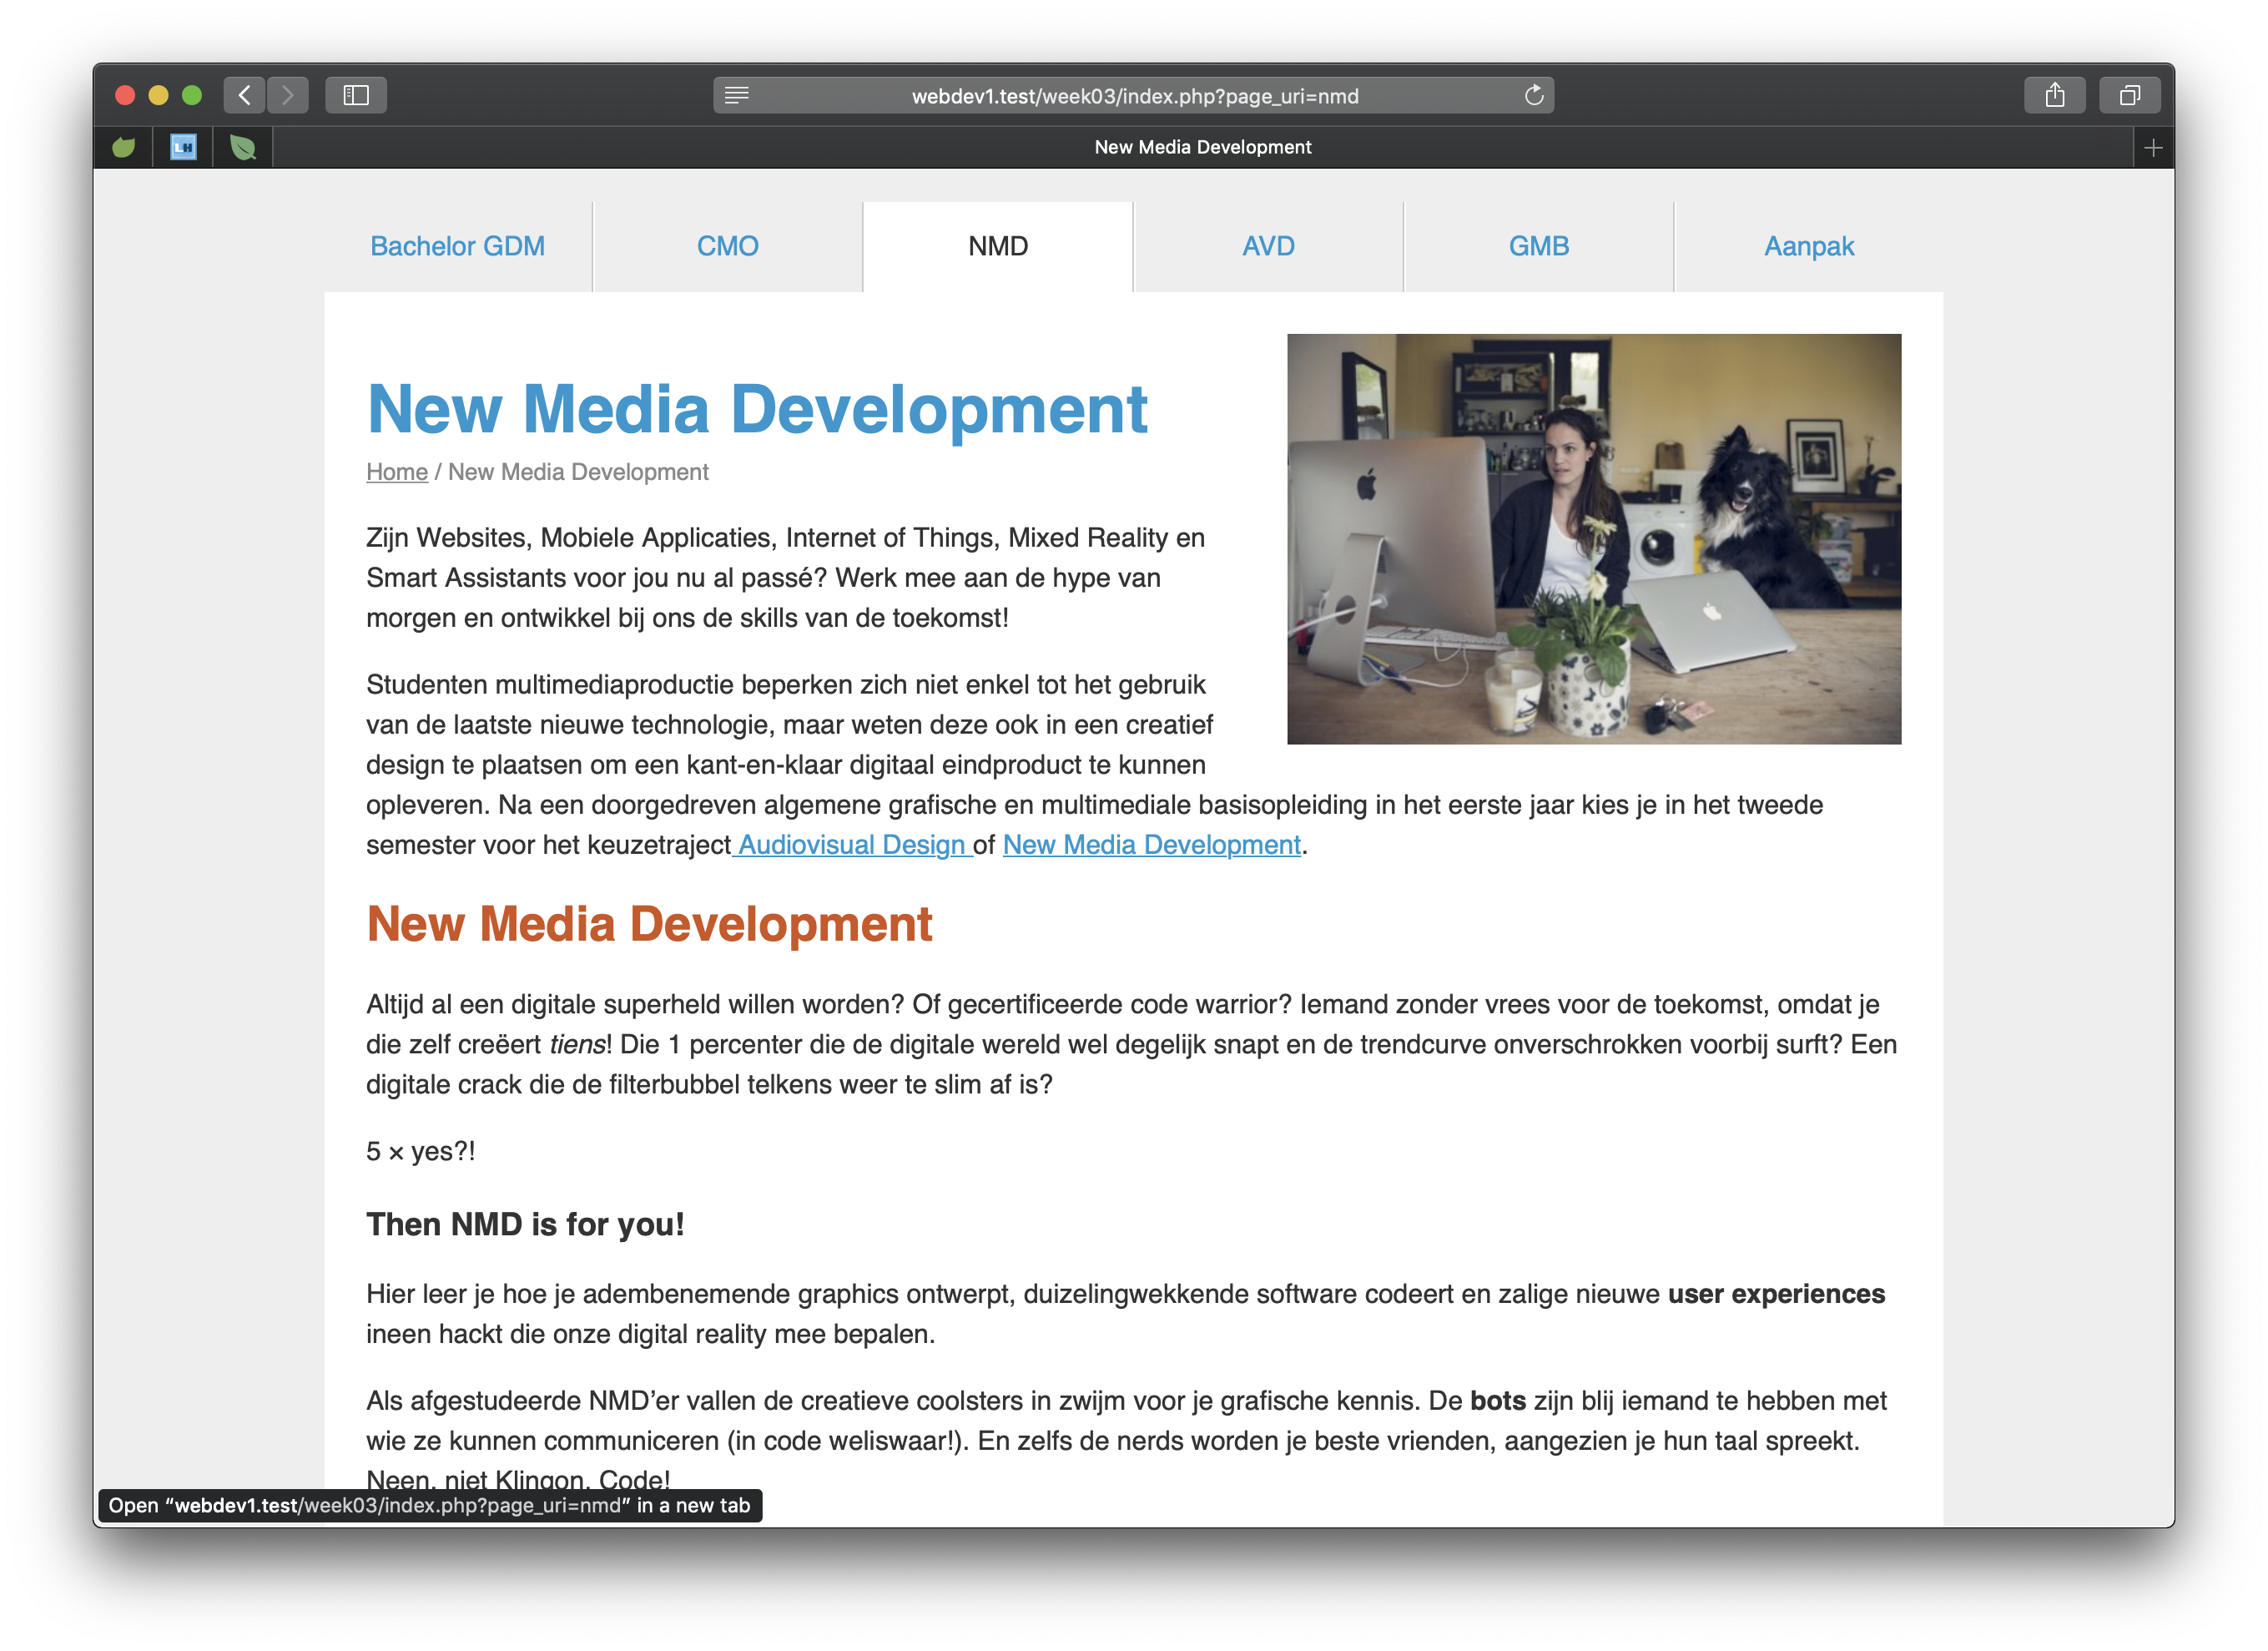 webdev1.test/week03/index.php?page_uri=nmd
LH
New Media Development
Bachelor GDM
CMO
NMD
AVD
GMB
Aanpak
New Media Development
Home / New Media Development
Zijn Websites, Mobiele Applicaties, Internet of Things, Mixed Reality en
Smart Assistants voor jou nu al passé? Werk mee aan de hype van
morgen en ontwikkel bij ons de skills van de toekomst!
Studenten multimediaproductie beperken zich niet enkel tot het gebruik
van de laatste nieuwe technologie, maar weten deze ook in een creatief
design te plaatsen om een kant-en-klaar digitaal eindproduct te kunnen
opleveren. Na een doorgedreven algemene grafische en multimediale basisopleiding in het eerste jaar kies je in het tweede
semester voor het keuzetraject Audiovisual Design of New Media Development.
New Media Development
Altijd al een digitale superheld willen worden? Of gecertificeerde code warrior? Iemand zonder vrees voor de toekomst, omdat je
die zelf creëert tiens! Die 1 percenter die de digitale wereld wel degelijk snapt en de trendcurve onverschrokken voorbij surft? Een
digitale crack die de filterbubbel telkens weer te slim af is?
5 × yes?!
Then NMD is for you!
Hier leer je hoe je adembenemende graphics ontwerpt, duizelingwekkende software codeert en zalige nieuwe user experiences
ineen hackt die onze digital reality mee bepalen.
Als afgestudeerde NMD’er vallen de creatieve coolsters in zwijm voor je grafische kennis. De bots zijn blij iemand te hebben met
wie ze kunnen communiceren (in code weliswaar!). En zelfs de nerds worden je beste vrienden, aangezien je hun taal spreekt.
Neen, niet Klingon. Code!
Open “webdev1.test/week03/index.php?page_uri=nmd” in a new tab